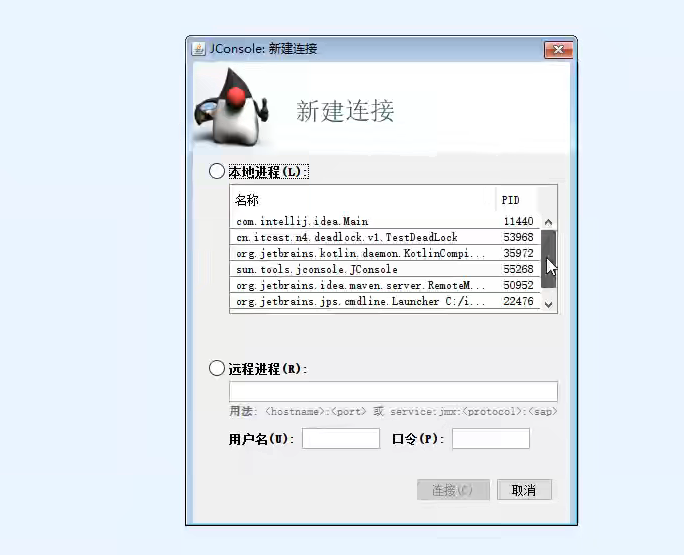 JConsole: 新建连接
新建连接
本地进程(L):
名称 PID
com.intellij.idea.Main 11440
cn.itcast.n4.deadlock.v1.TestDeadLock 53968
org.jetbrains.kotlin.daemon.KotlinCompi... 35972
sun.tools.jconsole.JConsole 55268
org.jetbrains.idea.maven.server.RemoteM... 50952
org.jetbrains.jps.cmdline.Launcher C:/i... 22476
远程进程(R):
用法: <hostname>:<port> 或 service:jmx:<protocol>:<sap>
用户名(U): 口令(P):
连接(C) 取消